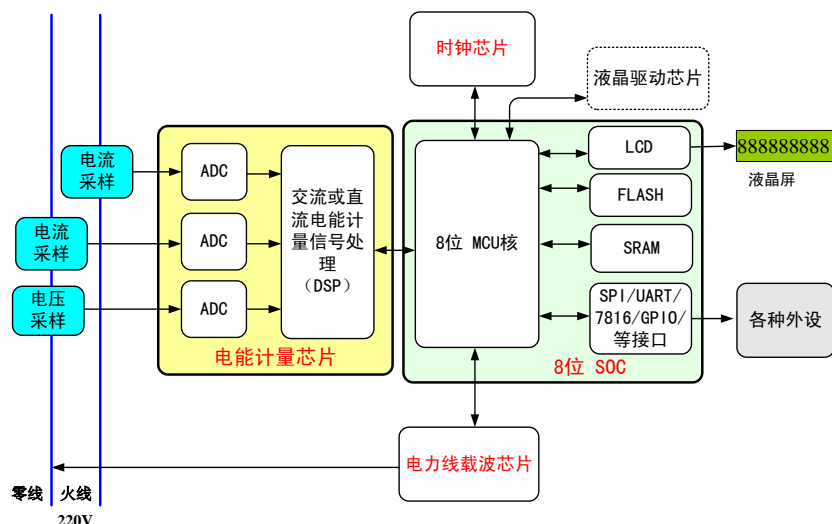 时钟芯片
液晶驱动芯片
电流
采样
ADC
交流或直
流电能计
量信号处
理
（DSP）
8位 MCU核
LCD
888888888
液晶屏
FLASH
电流
采样
ADC
SRAM
电压
采样
ADC
SPI/UART/
7816/GPIO/
等接口
各种外设
电能计量芯片
8位 SOC
电力线载波芯片
零线
火线
220V